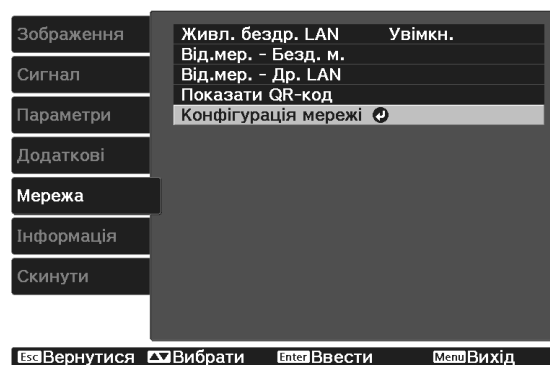 Зображення
Сигнал
Параметри
Додаткові
Мережа
Інформація
Скинути
Живл. бездр. LAN Увімкн.
Від.мер. - Безд. м.
Від.мер. - Др. LAN
Показати QR-код
Конфігурація мережі
Esc Вернутися Вибрати Enter Ввести Menu Вихід